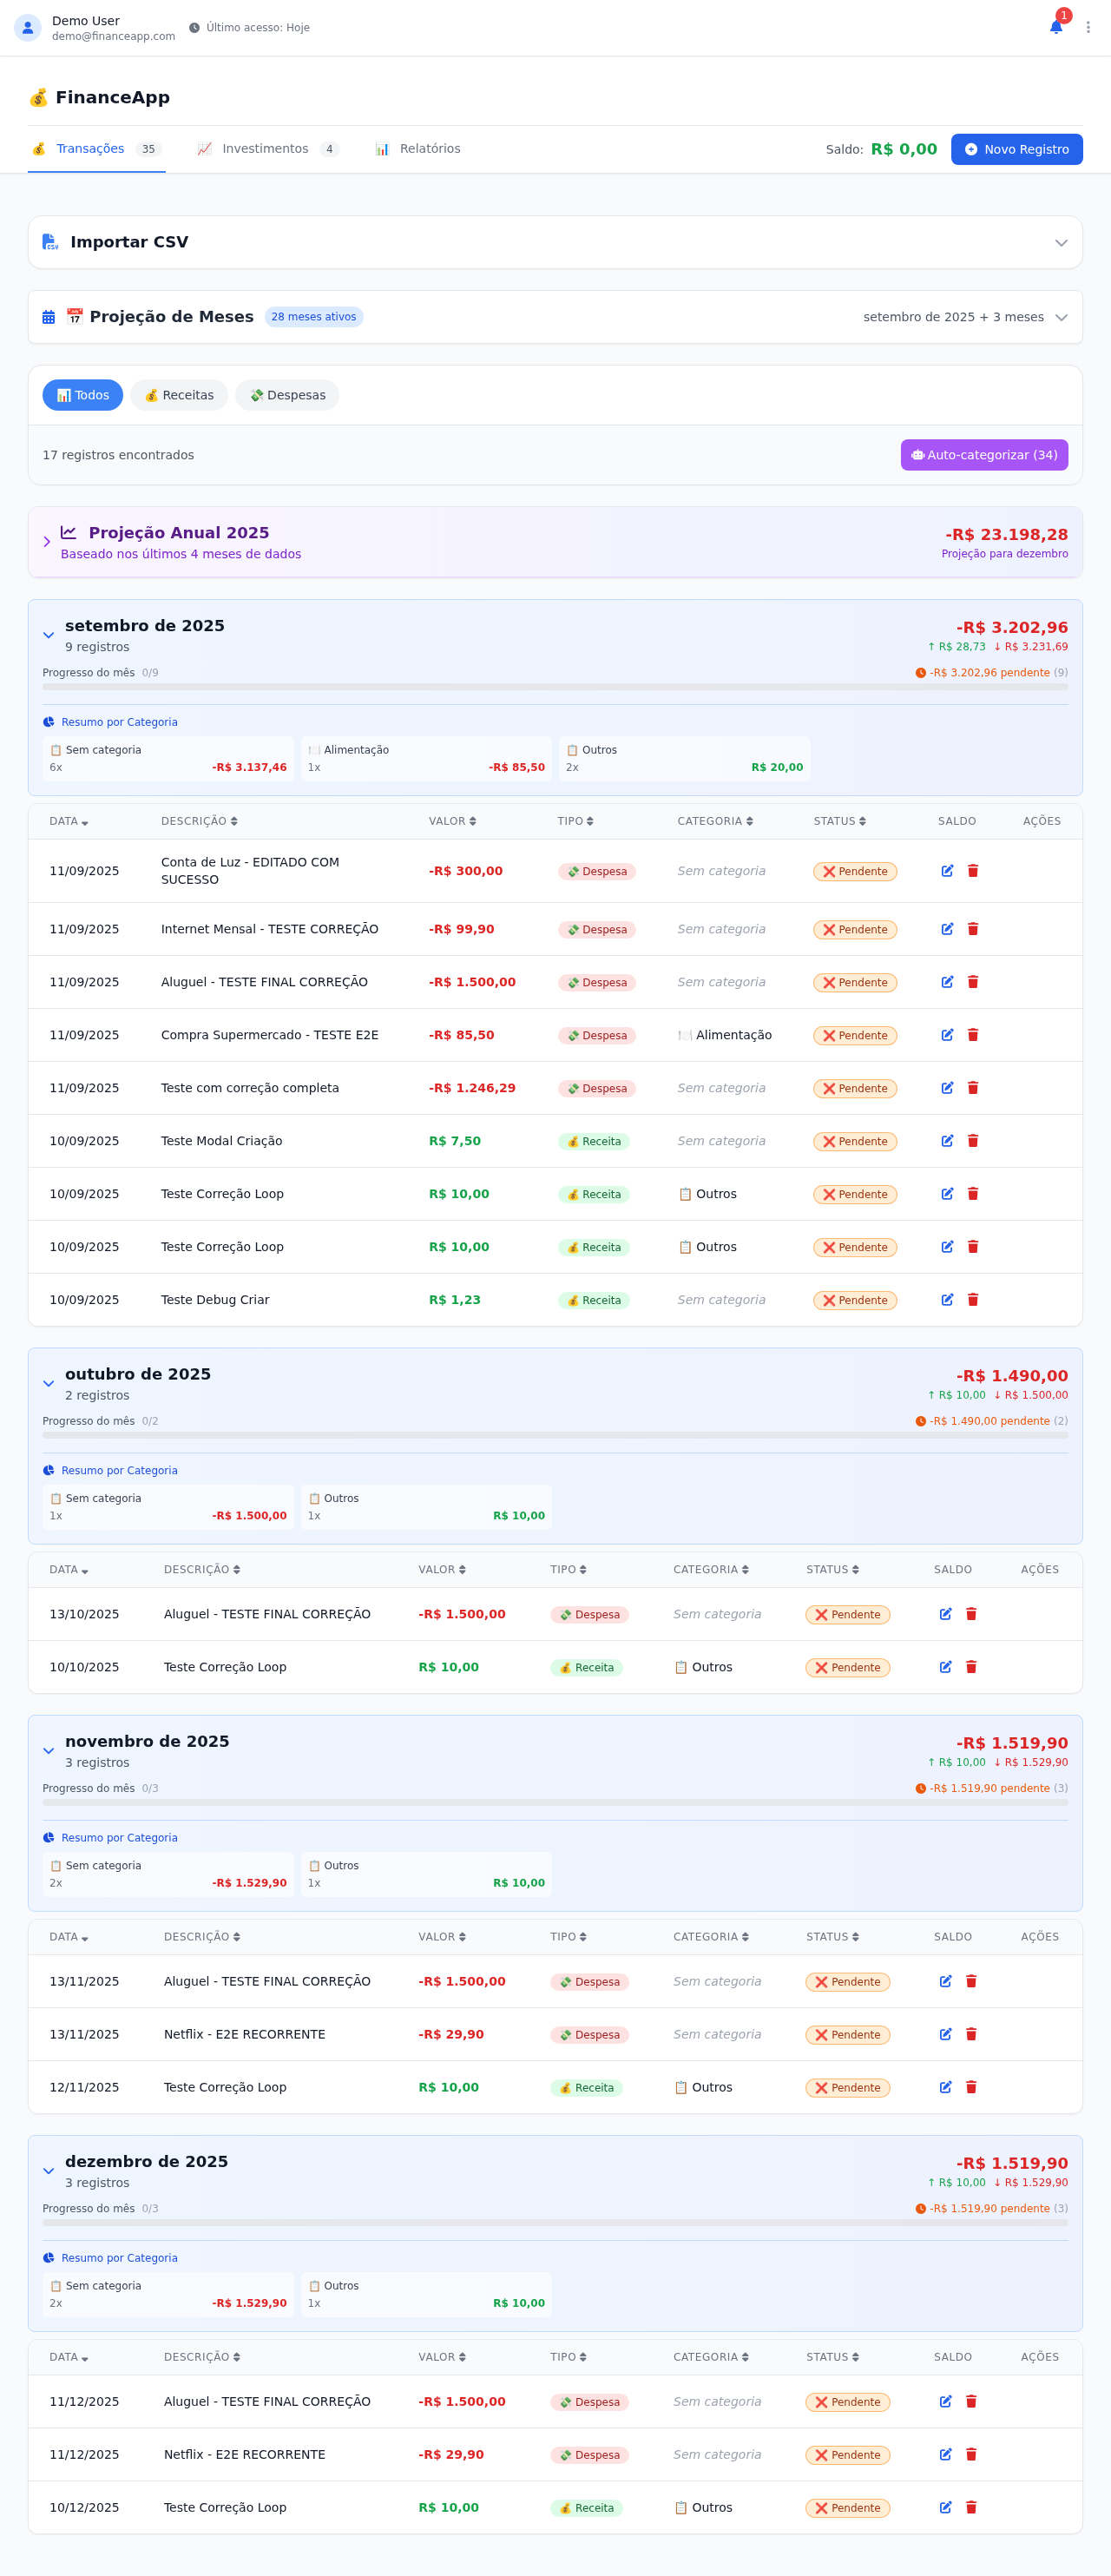 Demo User
demo@financeapp.com
Último acesso: Hoje
1
💰 FinanceApp
💰 Transações 35
📈 Investimentos 4
📊 Relatórios
Saldo: R$ 0,00
Novo Registro
Importar CSV
📅 Projeção de Meses 28 meses ativos
setembro de 2025 + 3 meses
📊 Todos 💰 Receitas 💸 Despesas
17 registros encontrados
Auto-categorizar (34)
Projeção Anual 2025 -R$ 23.198,28
Baseado nos últimos 4 meses de dados Projeção para dezembro
setembro de 2025 -R$ 3.202,96
9 registros ↑ R$ 28,73 ↓ R$ 3.231,69
Progresso do mês 0/9 -R$ 3.202,96 pendente (9)
Resumo por Categoria
📋 Sem categoria 🍽️ Alimentação 📋 Outros
6x -R$ 3.137,46 1x -R$ 85,50 2x R$ 20,00
DATA DESCRIÇÃO VALOR TIPO CATEGORIA STATUS SALDO AÇÕES
11/09/2025 Conta de Luz - EDITADO COM SUCESSO -R$ 300,00 💸 Despesa Sem categoria ❌ Pendente
11/09/2025 Internet Mensal - TESTE CORREÇÃO -R$ 99,90 💸 Despesa Sem categoria ❌ Pendente
11/09/2025 Aluguel - TESTE FINAL CORREÇÃO -R$ 1.500,00 💸 Despesa Sem categoria ❌ Pendente
11/09/2025 Compra Supermercado - TESTE E2E -R$ 85,50 💸 Despesa 🍽️ Alimentação ❌ Pendente
11/09/2025 Teste com correção completa -R$ 1.246,29 💸 Despesa Sem categoria ❌ Pendente
10/09/2025 Teste Modal Criação R$ 7,50 💰 Receita Sem categoria ❌ Pendente
10/09/2025 Teste Correção Loop R$ 10,00 💰 Receita 📋 Outros ❌ Pendente
10/09/2025 Teste Correção Loop R$ 10,00 💰 Receita 📋 Outros ❌ Pendente
10/09/2025 Teste Debug Criar R$ 1,23 💰 Receita Sem categoria ❌ Pendente
outubro de 2025 -R$ 1.490,00
2 registros ↑ R$ 10,00 ↓ R$ 1.500,00
Progresso do mês 0/2 -R$ 1.490,00 pendente (2)
Resumo por Categoria
📋 Sem categoria 📋 Outros
1x -R$ 1.500,00 1x R$ 10,00
DATA DESCRIÇÃO VALOR TIPO CATEGORIA STATUS SALDO AÇÕES
13/10/2025 Aluguel - TESTE FINAL CORREÇÃO -R$ 1.500,00 💸 Despesa Sem categoria ❌ Pendente
10/10/2025 Teste Correção Loop R$ 10,00 💰 Receita 📋 Outros ❌ Pendente
novembro de 2025 -R$ 1.519,90
3 registros ↑ R$ 10,00 ↓ R$ 1.529,90
Progresso do mês 0/3 -R$ 1.519,90 pendente (3)
Resumo por Categoria
📋 Sem categoria 📋 Outros
2x -R$ 1.529,90 1x R$ 10,00
DATA DESCRIÇÃO VALOR TIPO CATEGORIA STATUS SALDO AÇÕES
13/11/2025 Aluguel - TESTE FINAL CORREÇÃO -R$ 1.500,00 💸 Despesa Sem categoria ❌ Pendente
13/11/2025 Netflix - E2E RECORRENTE -R$ 29,90 💸 Despesa Sem categoria ❌ Pendente
12/11/2025 Teste Correção Loop R$ 10,00 💰 Receita 📋 Outros ❌ Pendente
dezembro de 2025 -R$ 1.519,90
3 registros ↑ R$ 10,00 ↓ R$ 1.529,90
Progresso do mês 0/3 -R$ 1.519,90 pendente (3)
Resumo por Categoria
📋 Sem categoria 📋 Outros
2x -R$ 1.529,90 1x R$ 10,00
DATA DESCRIÇÃO VALOR TIPO CATEGORIA STATUS SALDO AÇÕES
11/12/2025 Aluguel - TESTE FINAL CORREÇÃO -R$ 1.500,00 💸 Despesa Sem categoria ❌ Pendente
11/12/2025 Netflix - E2E RECORRENTE -R$ 29,90 💸 Despesa Sem categoria ❌ Pendente
10/12/2025 Teste Correção Loop R$ 10,00 💰 Receita 📋 Outros ❌ Pendente